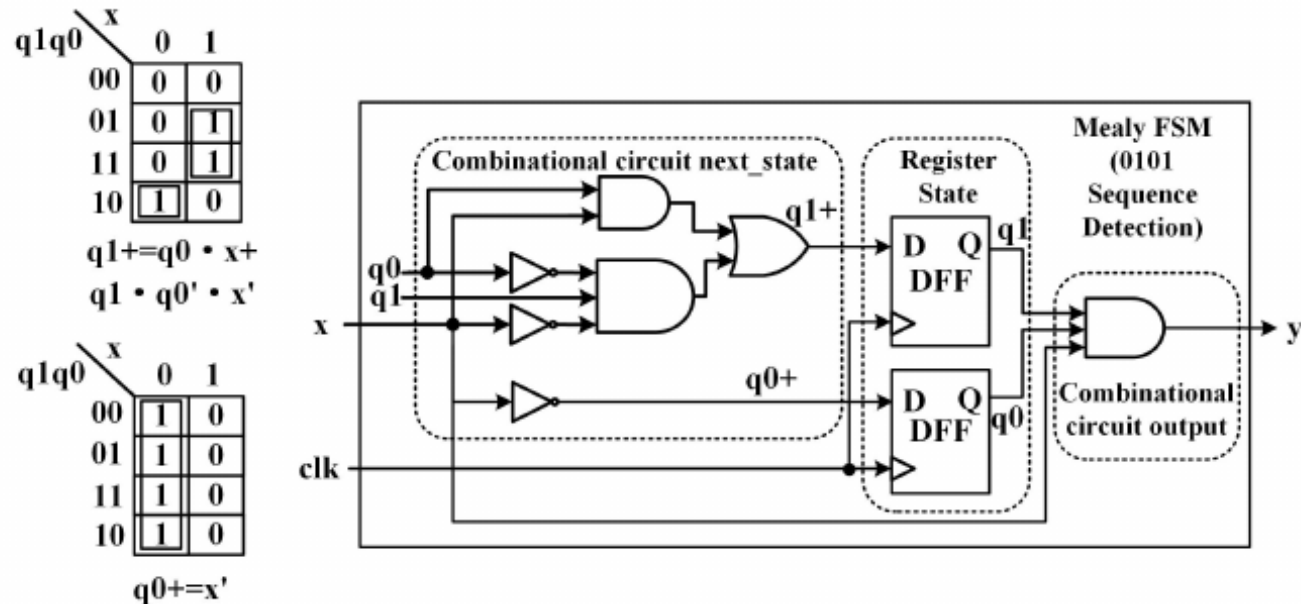 x
q1q0 0 1
00 0 0
01 0 1
11 0 1
10 1 0
q1+=q0 • x+
q1 • q0' • x'
x
q1q0 0 1
00 1 0
01 1 0
11 1 0
10 1 0
q0+=x'
Combinational circuit next_state
Register
State
Mealy FSM
(0101
Sequence
Detection)
q1+
q0
q1
x
D Q
DFF
q1
y
q0+
D Q
DFF
q0
Combinational
circuit output
clk